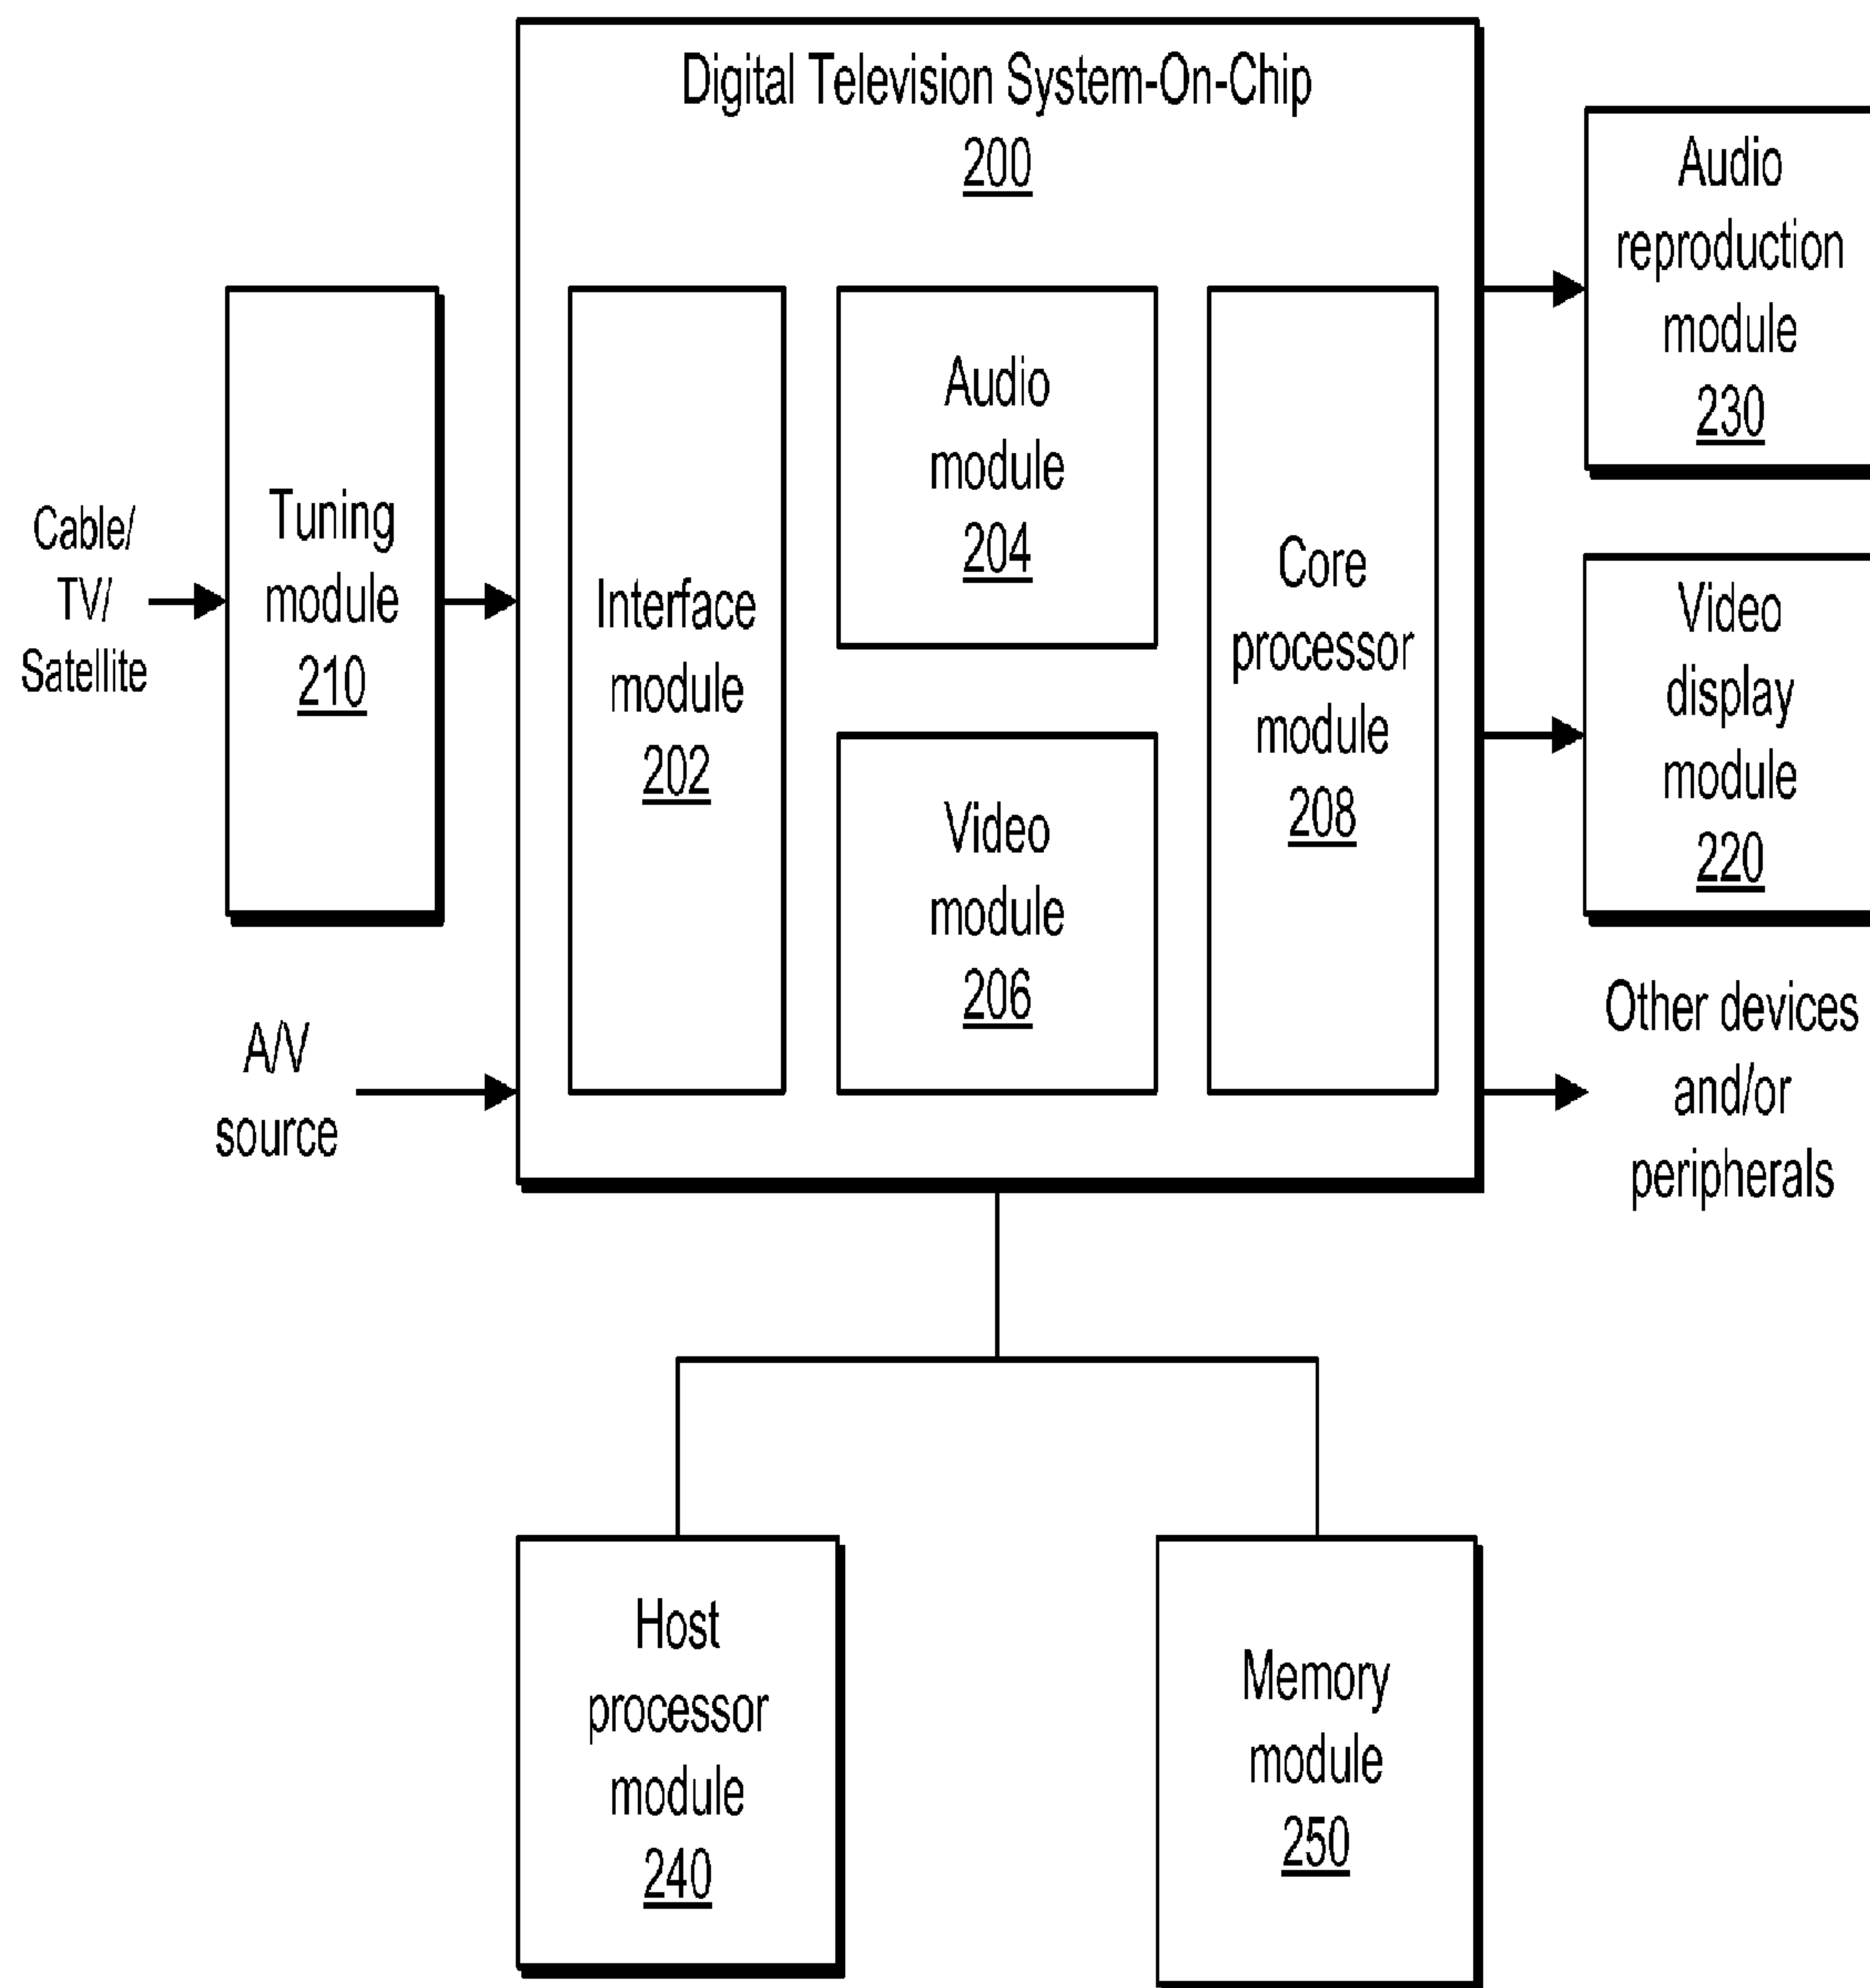 Digital Television System-On-Chip
200
Cable/
TV/
Satellite
Tuning
module
210
A/V
source
Interface
module
202
Audio
module
204
Video
module
206
Core
processor
module
208
Audio
reproduction
module
230
Video
display
module
220
Other devices
and/or
peripherals
Host
processor
module
240
Memory
module
250